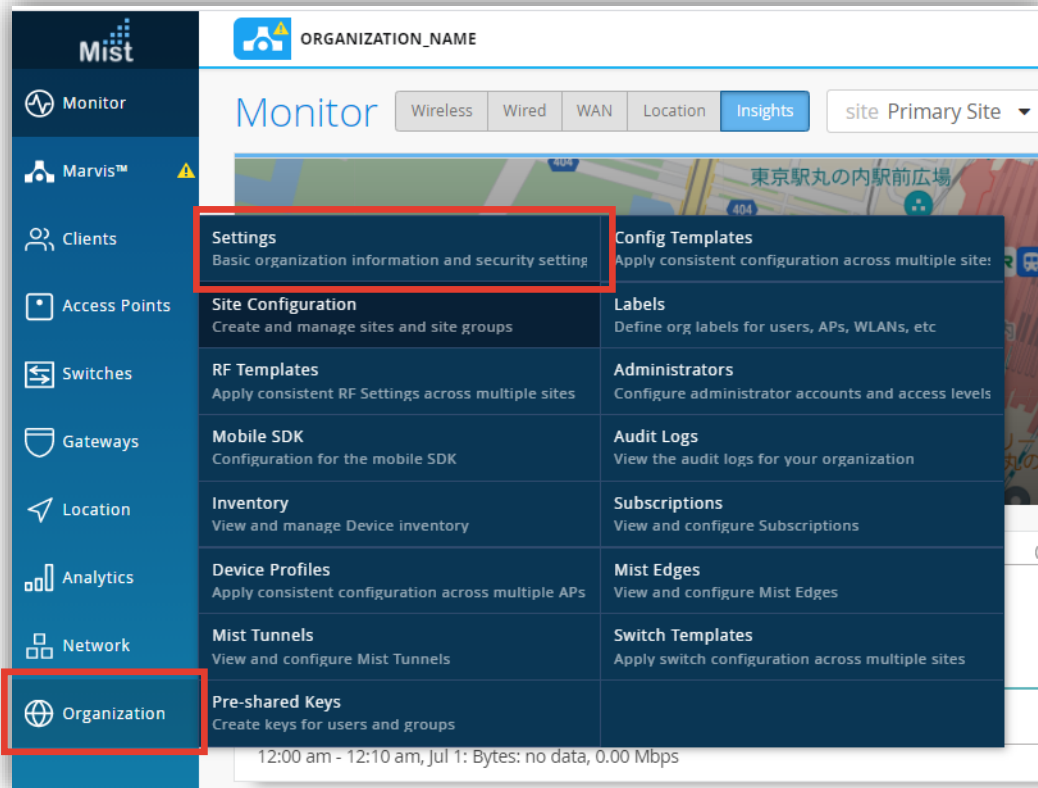 Mist
ORGANIZATION_NAME
Monitor
Marvis™
Clients
Access Points
Switches
Gateways
Location
Analytics
Network
Organization
Monitor
Wireless
Wired
WAN
Location
Insights
site Primary Site
404
東京駅丸の内駅前広場
404
Settings
Basic organization information and security setting
Config Templates
Apply consistent configuration across multiple sites
Site Configuration
Create and manage sites and site groups
Labels
Define org labels for users, APs, WLANs, etc
RF Templates
Apply consistent RF Settings across multiple sites
Administrators
Configure administrator accounts and access levels
Mobile SDK
Configuration for the mobile SDK
Audit Logs
View the audit logs for your organization
Inventory
View and manage Device inventory
Subscriptions
View and configure Subscriptions
Device Profiles
Apply consistent configuration across multiple APs
Mist Edges
View and configure Mist Edges
Mist Tunnels
View and configure Mist Tunnels
Switch Templates
Apply switch configuration across multiple sites
Pre-shared Keys
Create keys for users and groups
12:00 am - 12:10 am, Jul 1: Bytes: no data, 0.00 Mbps